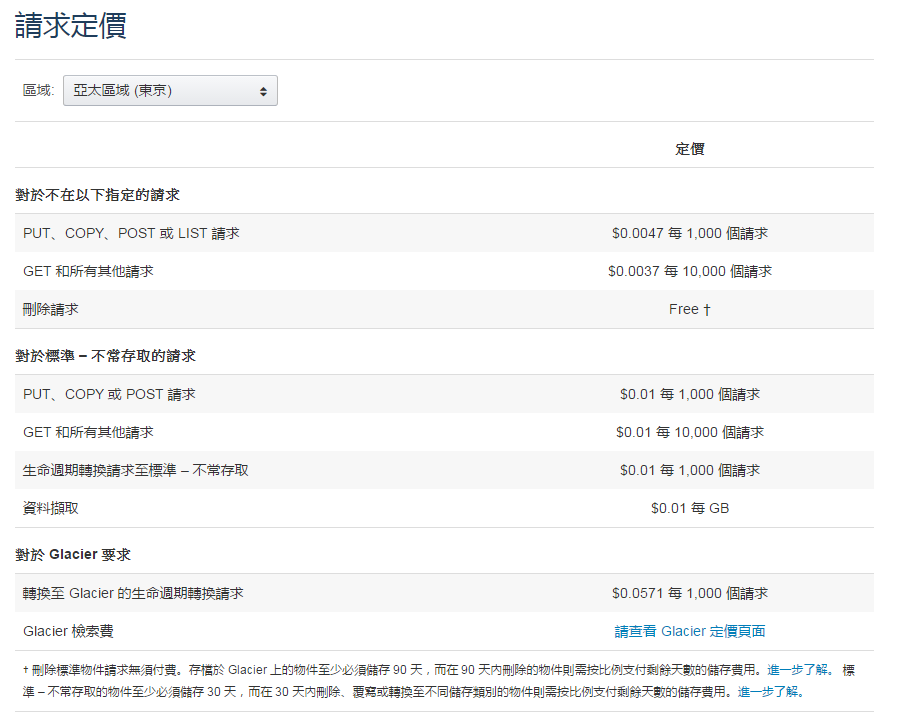 請求定價
區域: 亞太區域 (東京)
定價
對於不在以下指定的請求
PUT、COPY、POST 或 LIST 請求 $0.0047 每 1,000 個請求
GET 和所有其他請求 $0.0037 每 10,000 個請求
刪除請求 Free †
對於標準 – 不常存取的請求
PUT、COPY 或 POST 請求 $0.01 每 1,000 個請求
GET 和所有其他請求 $0.01 每 10,000 個請求
生命週期轉換請求至標準 – 不常存取 $0.01 每 1,000 個請求
資料擷取 $0.01 每 GB
對於 Glacier 要求
轉換至 Glacier 的生命週期轉換請求 $0.0571 每 1,000 個請求
Glacier 檢索費 請查看 Glacier 定價頁面
† 刪除標準物件請求無須付費。存檔於 Glacier 上的物件至少必須儲存 90 天，而在 90 天內刪除的物件則需按比例支付剩餘天數的儲存費用。進一步了解。 標
準 – 不常存取的物件至少必須儲存 30 天，而在 30 天內刪除、覆寫或轉換至不同儲存類別的物件則需按比例支付剩餘天數的儲存費用。進一步了解。